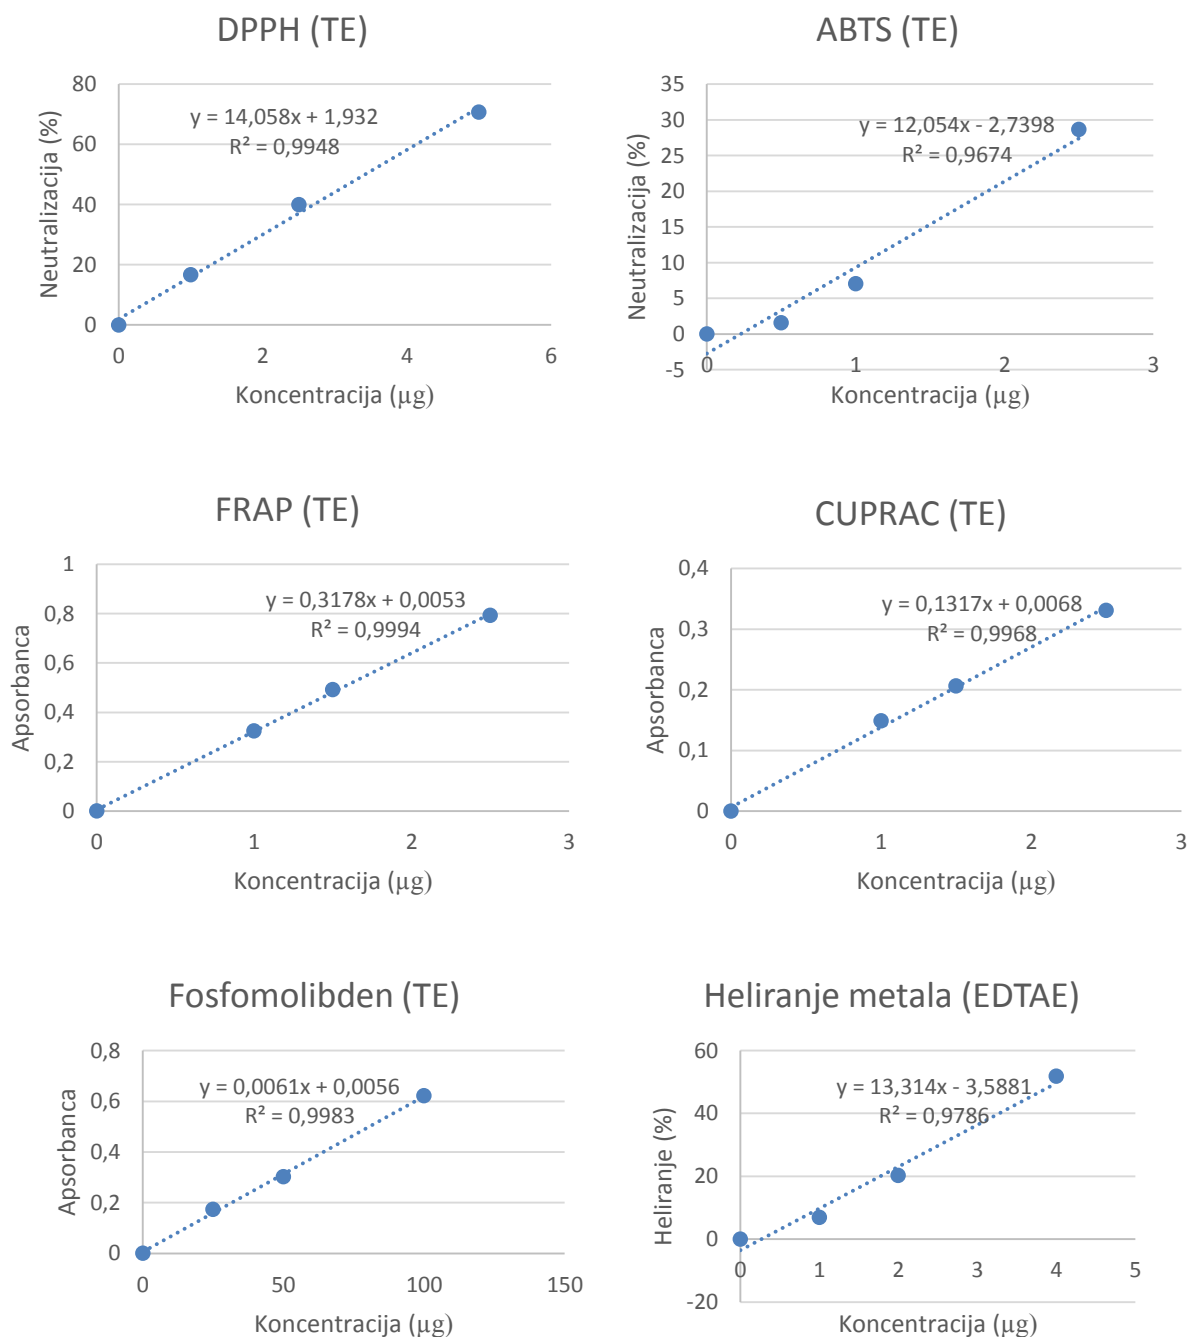 DPPH (TE)
80
60
40
20
0
Neutralizacija (%)
y = 14,058x + 1,932
R² = 0,9948
0 2 4 6
Koncentracija (µg)
ABTS (TE)
35
30
25
20
15
10
5
0
-5
Neutralizacija (%)
y = 12,054x - 2,7398
R² = 0,9674
0 1 2 3
Koncentracija (µg)
FRAP (TE)
1
0,8
0,6
0,4
0,2
0
Apsorbanca
y = 0,3178x + 0,0053
R² = 0,9994
0 1 2 3
Koncentracija (µg)
CUPRAC (TE)
0,4
0,3
0,2
0,1
0
Apsorbanca
y = 0,1317x + 0,0068
R² = 0,9968
0 1 2 3
Koncentracija (µg)
Fosfomolibden (TE)
0,8
0,6
0,4
0,2
0
Apsorbanca
y = 0,0061x + 0,0056
R² = 0,9983
0 50 100 150
Koncentracija (µg)
Heliranje metala (EDTAE)
60
40
20
0
-20
Heliranje (%)
y = 13,314x - 3,5881
R² = 0,9786
0 1 2 3 4 5
Koncentracija (µg)